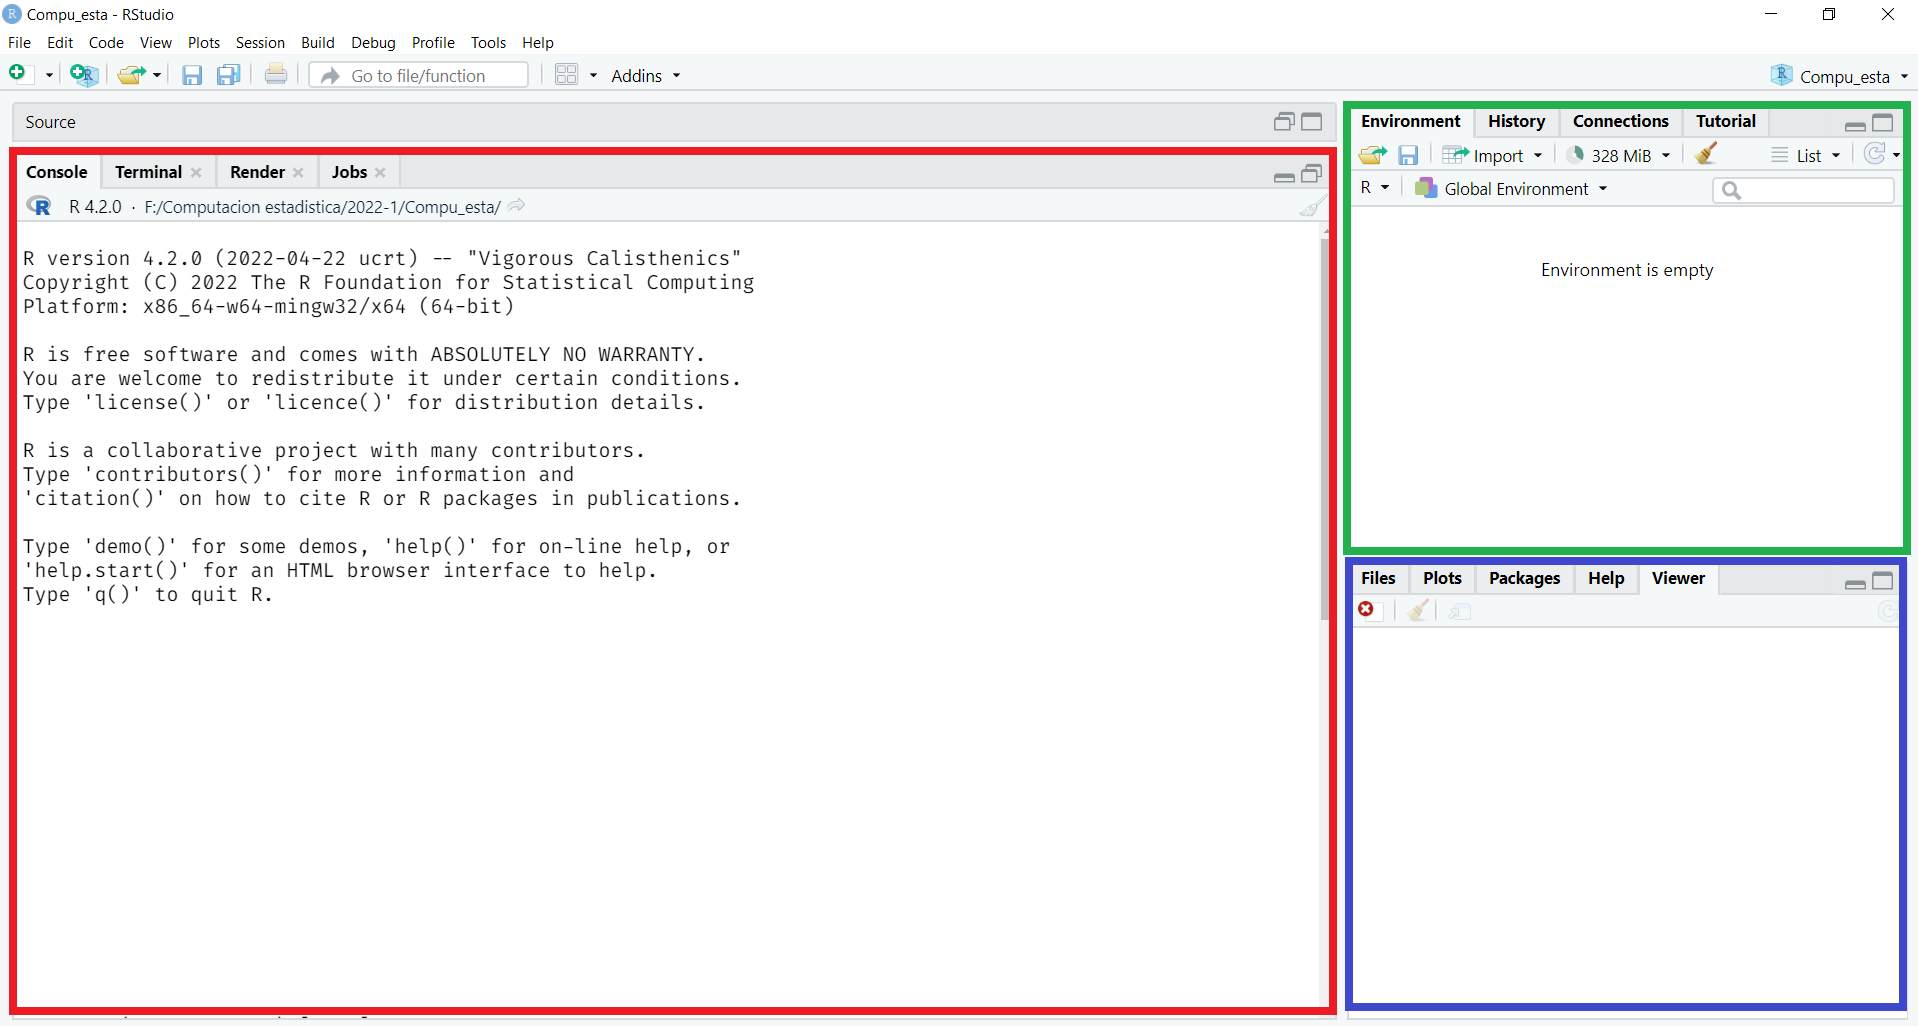 Compu_esta - RStudio
File Edit Code View Plots Session Build Debug Profile Tools Help
Go to file/function Addins Compu_esta
Source
Console Terminal Render Jobs
R 4.2.0 · F:/Computacion estadistica/2022-1/Compu_esta/
R version 4.2.0 (2022-04-22 ucrt) -- "Vigorous Calisthenics"
Copyright (C) 2022 The R Foundation for Statistical Computing
Platform: x86_64-w64-mingw32/x64 (64-bit)
R is free software and comes with ABSOLUTELY NO WARRANTY.
You are welcome to redistribute it under certain conditions.
Type 'license()' or 'licence()' for distribution details.
R is a collaborative project with many contributors.
Type 'contributors()' for more information and
'citation()' on how to cite R or R packages in publications.
Type 'demo()' for some demos, 'help()' for on-line help, or
'help.start()' for an HTML browser interface to help.
Type 'q()' to quit R.
Environment History Connections Tutorial
Import 328 MiB List
R Global Environment
Environment is empty
Files Plots Packages Help Viewer